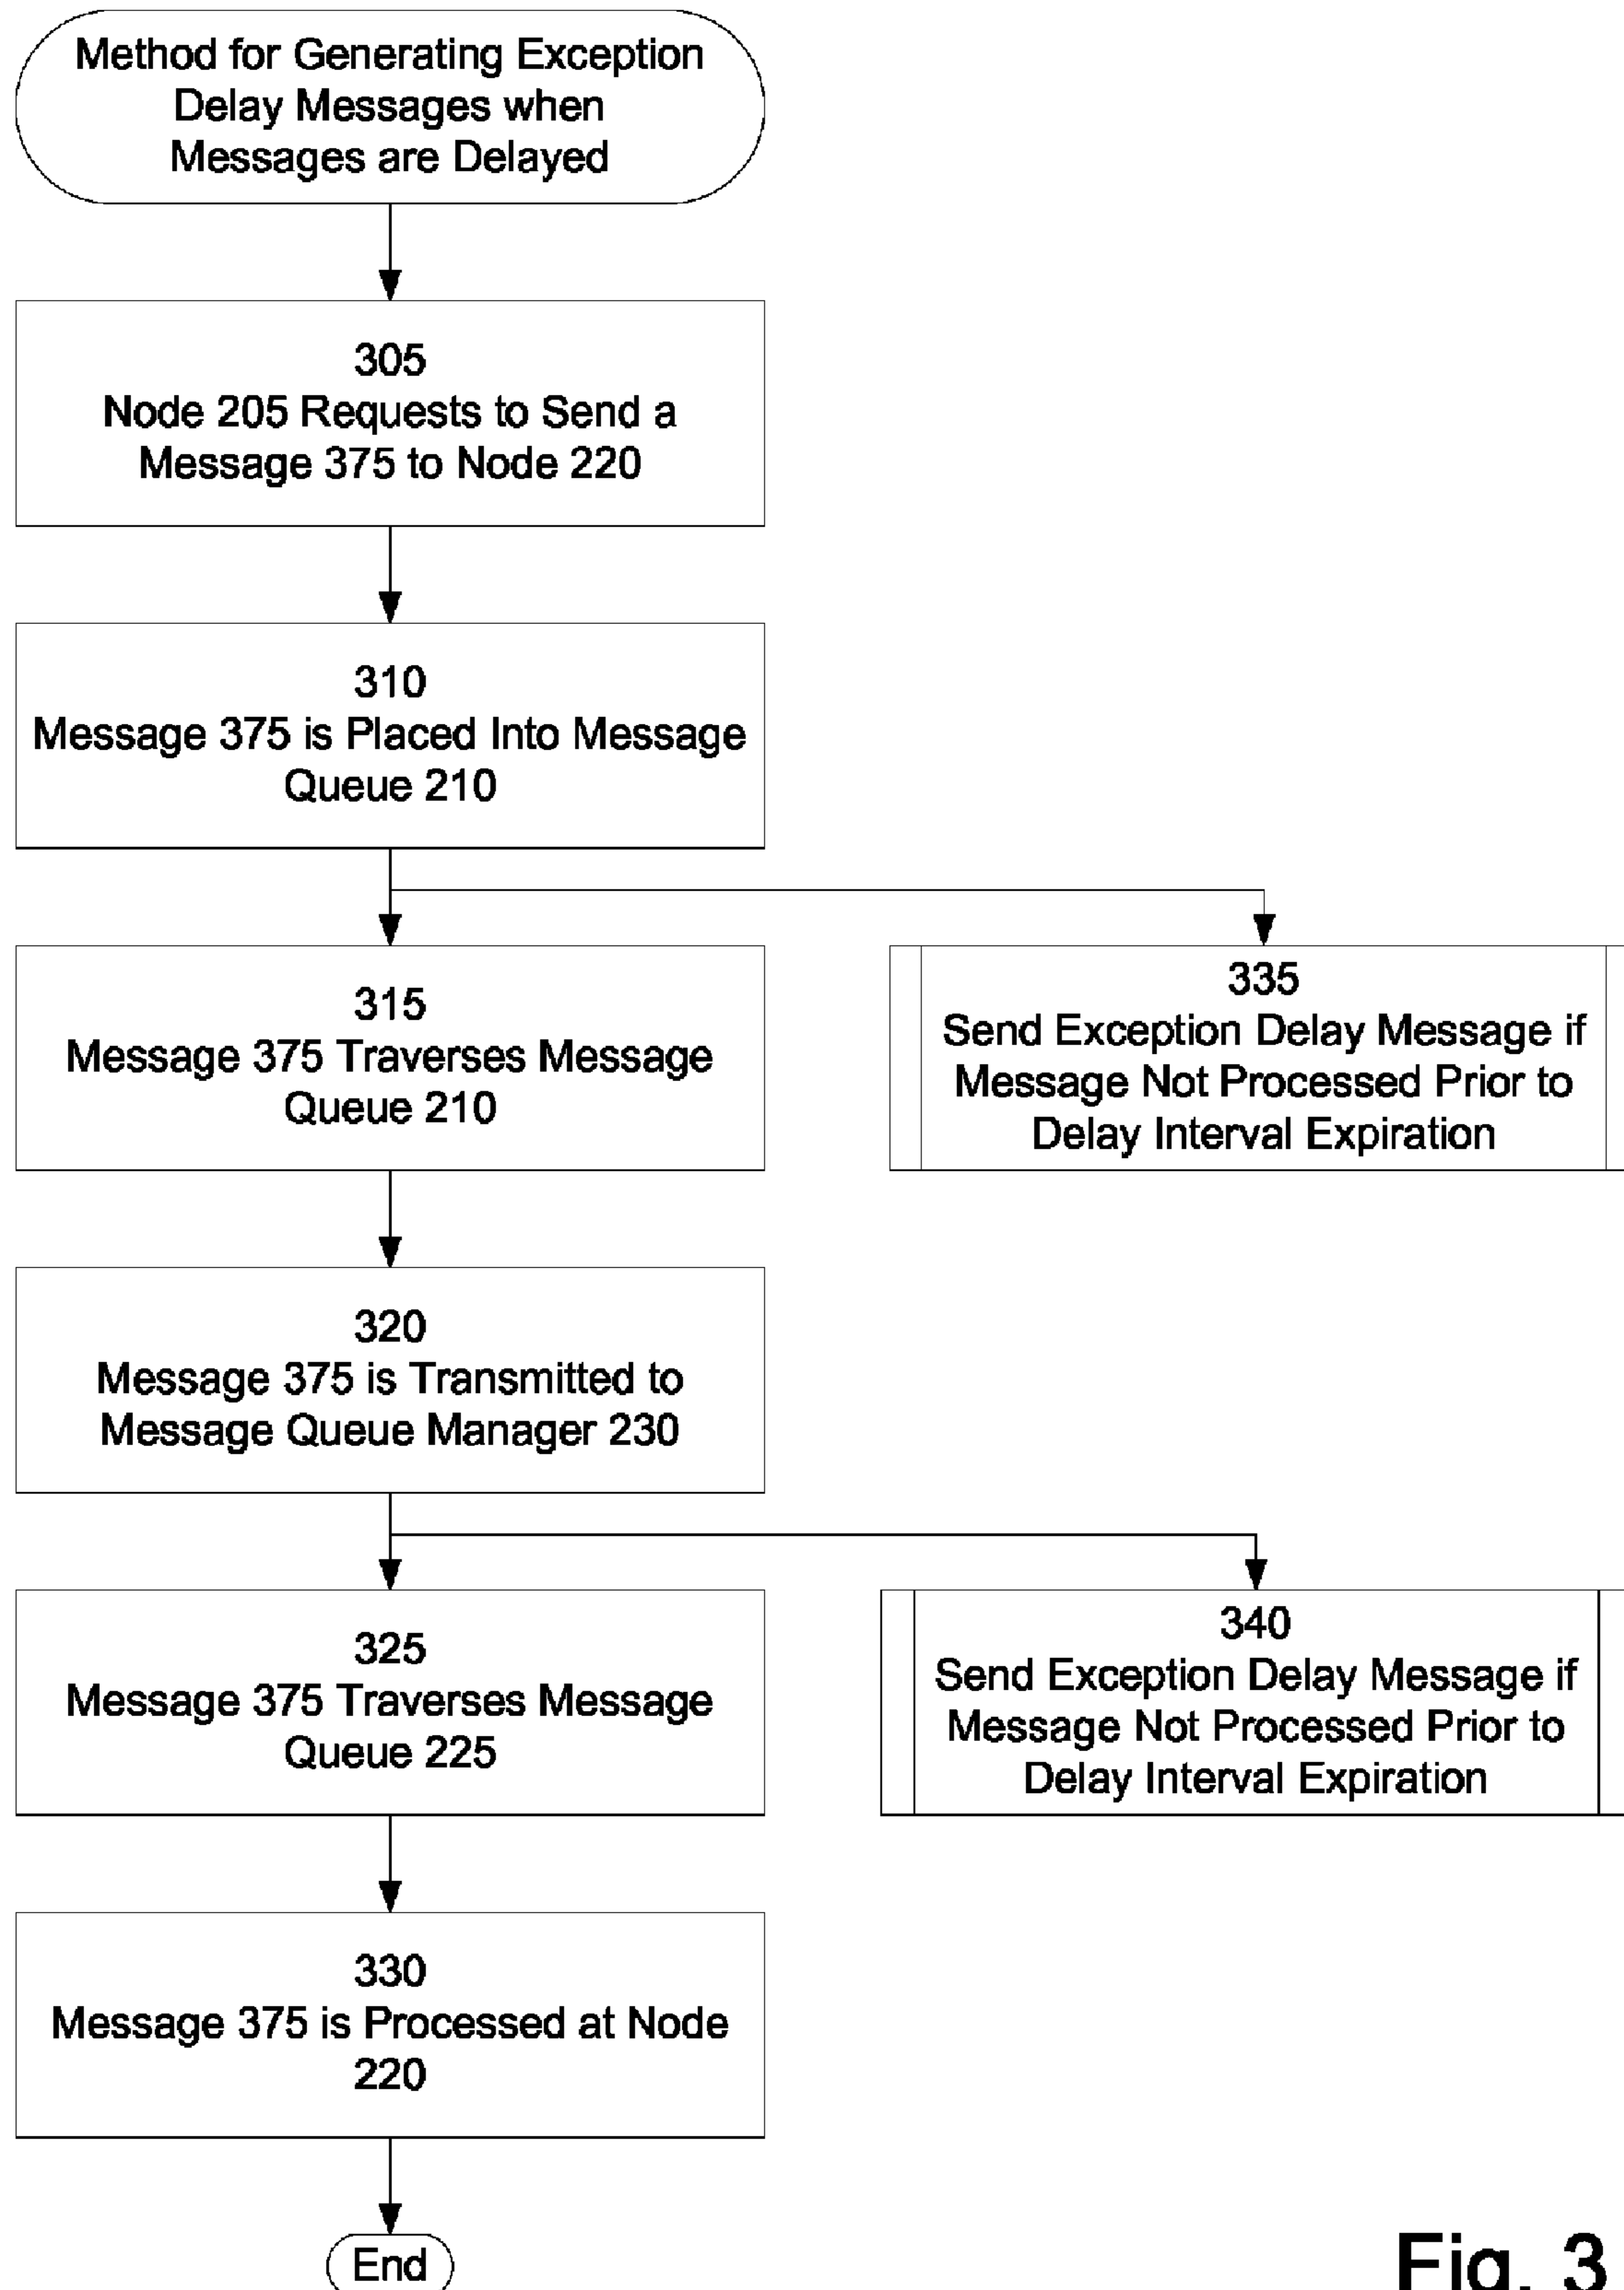 Method for Generating Exception
Delay Messages when
Messages are Delayed
305
Node 205 Requests to Send a
Message 375 to Node 220
310
Message 375 is Placed Into Message
Queue 210
315
Message 375 Traverses Message
Queue 210
335
Send Exception Delay Message if
Message Not Processed Prior to
Delay Interval Expiration
320
Message 375 is Transmitted to
Message Queue Manager 230
325
Message 375 Traverses Message
Queue 225
340
Send Exception Delay Message if
Message Not Processed Prior to
Delay Interval Expiration
330
Message 375 is Processed at Node
220
End
Fig. 3